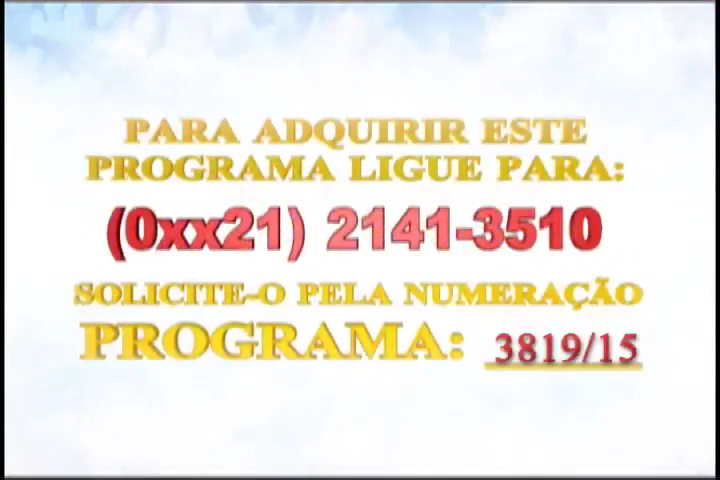 PARA ADQUIRIR ESTE
PROGRAMA LIGUE PARA:
(0xx21) 2141-3510
SOLICITE-O PELA NUMERAÇÃO
PROGRAMA: 3819/15